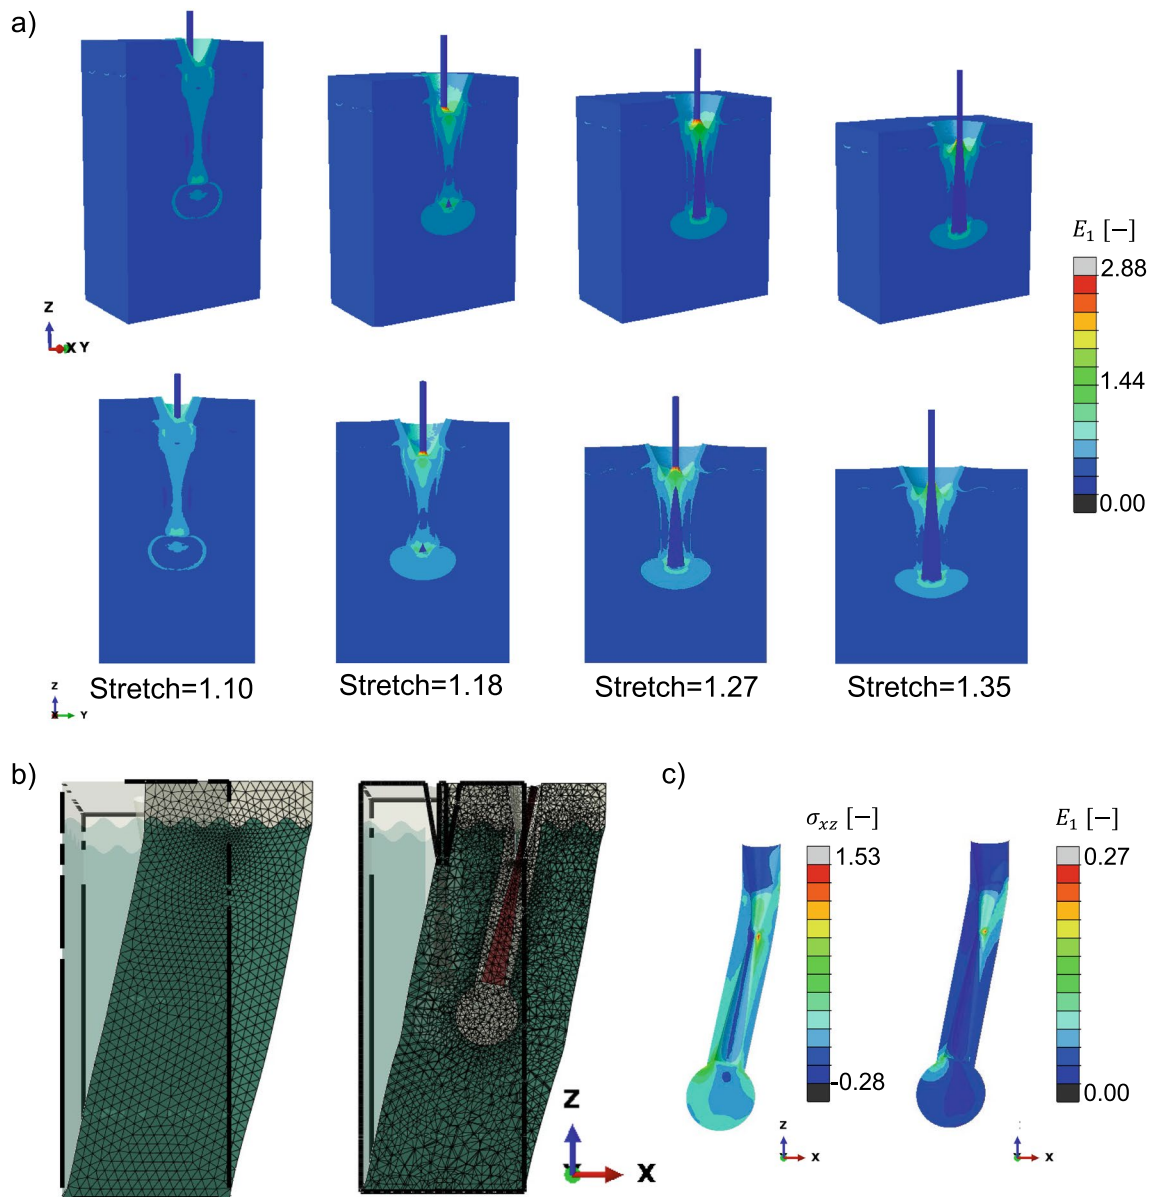 a)
E₁ [−]
2.88
1.44
0.00
Z
X Y
Z
Y
Stretch=1.10
Stretch=1.18
Stretch=1.27
Stretch=1.35
b)
Z
X
c)
σxz [−]
1.53
-0.28
E₁ [−]
0.27
0.00
Z
X
X